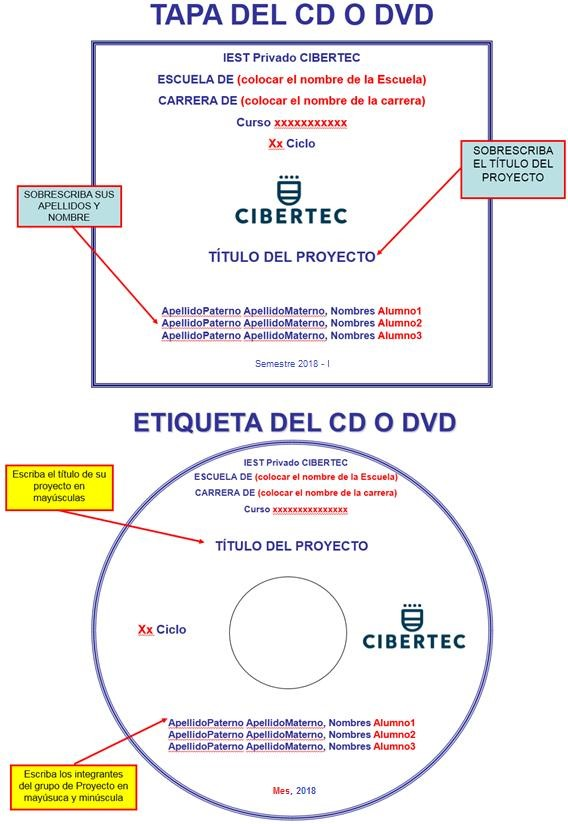 TAPA DEL CD O DVD
IEST Privado CIBERTEC
ESCUELA DE (colocar el nombre de la Escuela)
CARRERA DE (colocar el nombre de la carrera)
Curso xxxxxxxxxxx
Xx Ciclo
SOBRESCRIBA
EL TÍTULO DEL
PROYECTO
SOBRESCRIBA SUS
APELLIDOS Y
NOMBRE
CIBERTEC
TÍTULO DEL PROYECTO
ApellidoPaterno ApellidoMaterno, Nombres Alumno1
ApellidoPaterno ApellidoMaterno, Nombres Alumno2
ApellidoPaterno ApellidoMaterno, Nombres Alumno3
Semestre 2018 - I
ETIQUETA DEL CD O DVD
IEST Privado CIBERTEC
ESCUELA DE (colocar el nombre de la Escuela)
CARRERA DE (colocar el nombre de la carrera)
Curso xxxxxxxxxxxxxxx
Escriba el título de su
proyecto en
mayúsculas
TÍTULO DEL PROYECTO
Xx Ciclo
CIBERTEC
ApellidoPaterno ApellidoMaterno, Nombres Alumno1
ApellidoPaterno ApellidoMaterno, Nombres Alumno2
ApellidoPaterno ApellidoMaterno, Nombres Alumno3
Escriba los integrantes
del grupo de Proyecto en
mayúsuca y minúscula
Mes, 2018